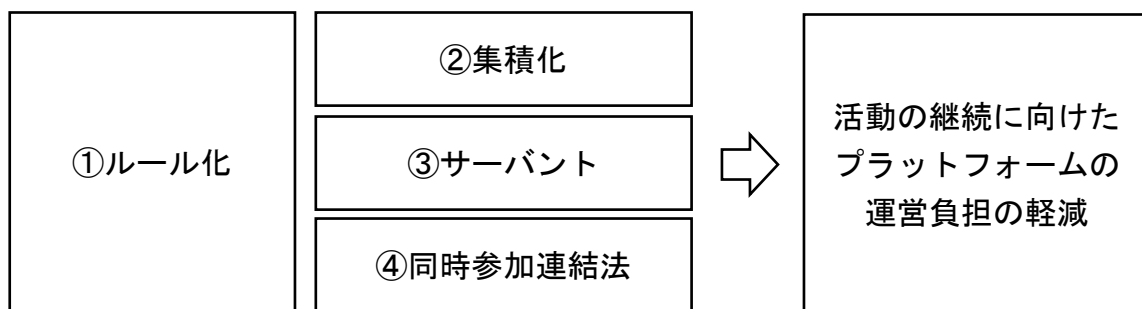 ①ルール化
②集積化
③サーバント
④同時参加連結法
活動の継続に向けた
プラットフォームの
運営負担の軽減